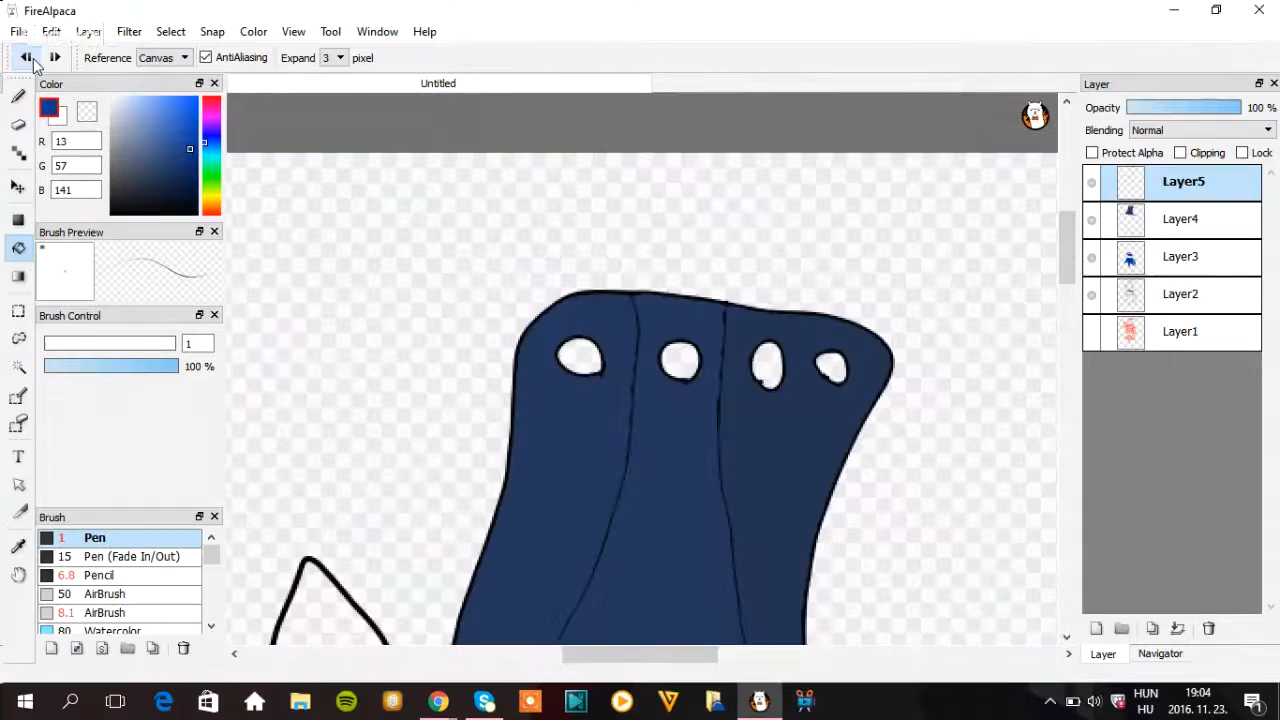 FireAlpaca
File Edit Layer Filter Select Snap Color View Tool Window Help
Reference Canvas AntiAliasing Expand 3 pixel
Color
Untitled
Layer
R 13
G 57
B 141
Opacity 100 %
Blending Normal
Protect Alpha Clipping Lock
Layer5
Layer4
Layer3
Layer2
Layer1
Brush Preview
Brush Control
1
100 %
Brush
1 Pen
15 Pen (Fade In/Out)
6.8 Pencil
50 AirBrush
8.1 AirBrush
80 Watercolor
Layer Navigator
HUN 19:04
HU 2016. 11. 23.